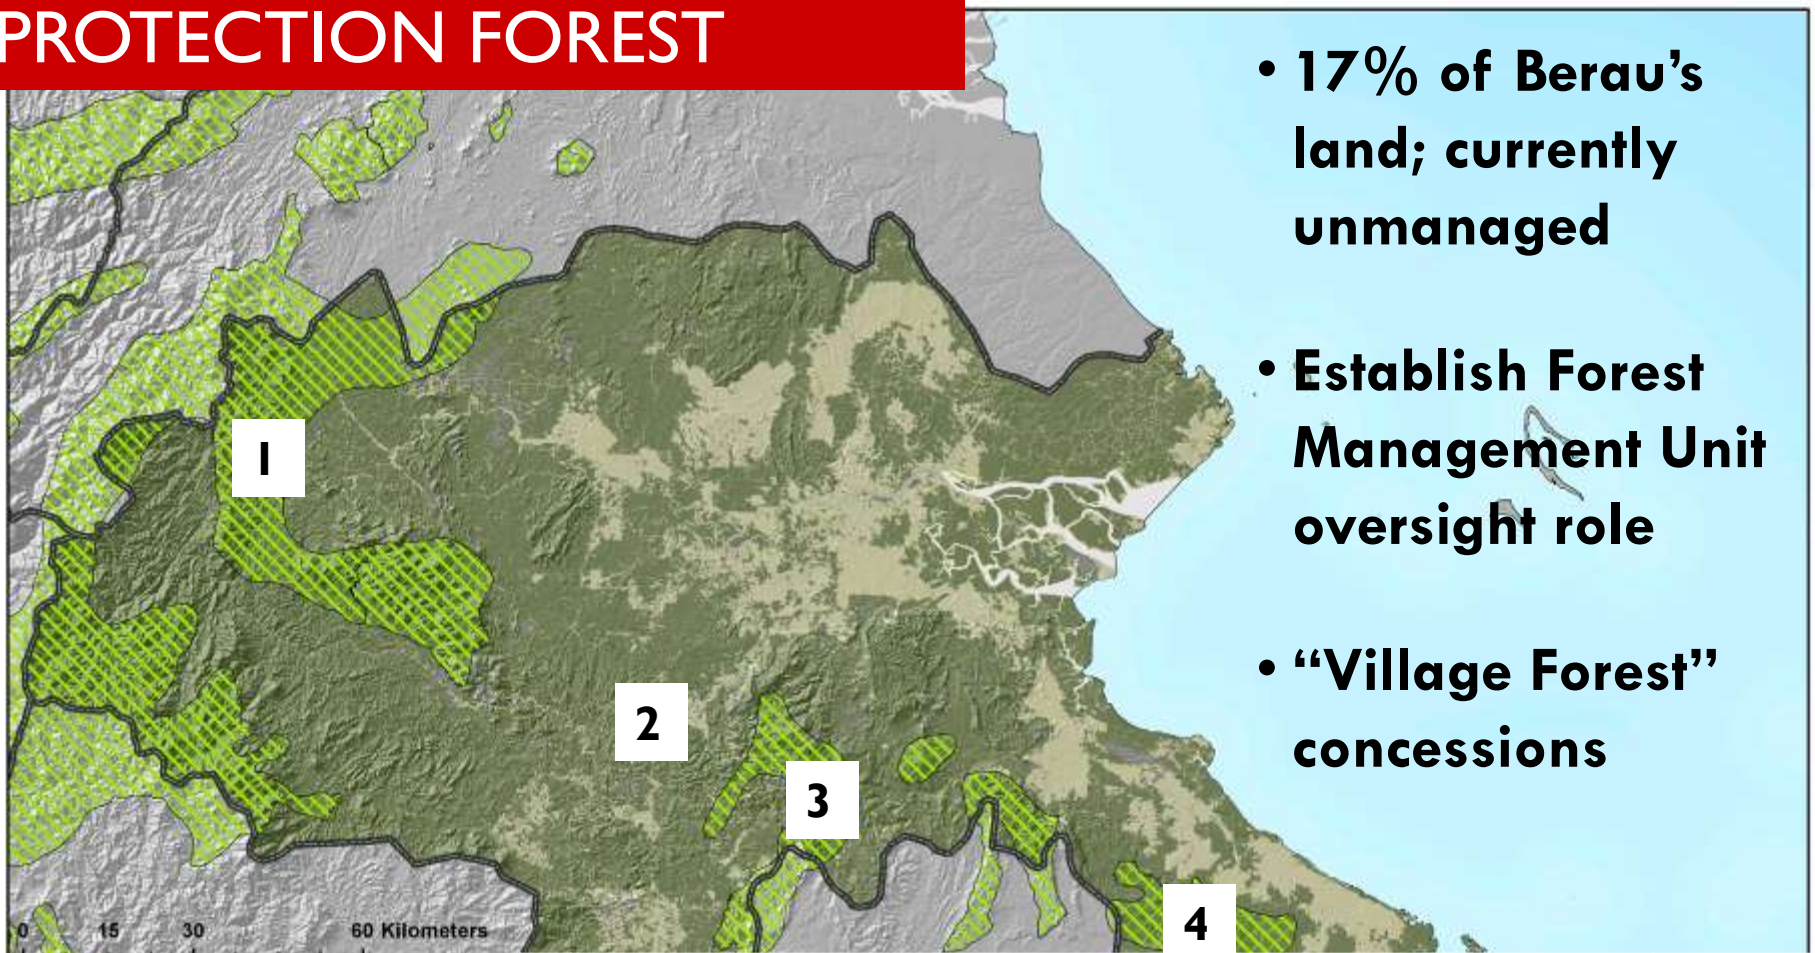 PROTECTION FOREST
• 17% of Berau’s
land; currently
unmanaged
• Establish Forest
Management Unit
oversight role
• “Village Forest”
concessions
1
2
3
4
0 15 30 60 Kilometers